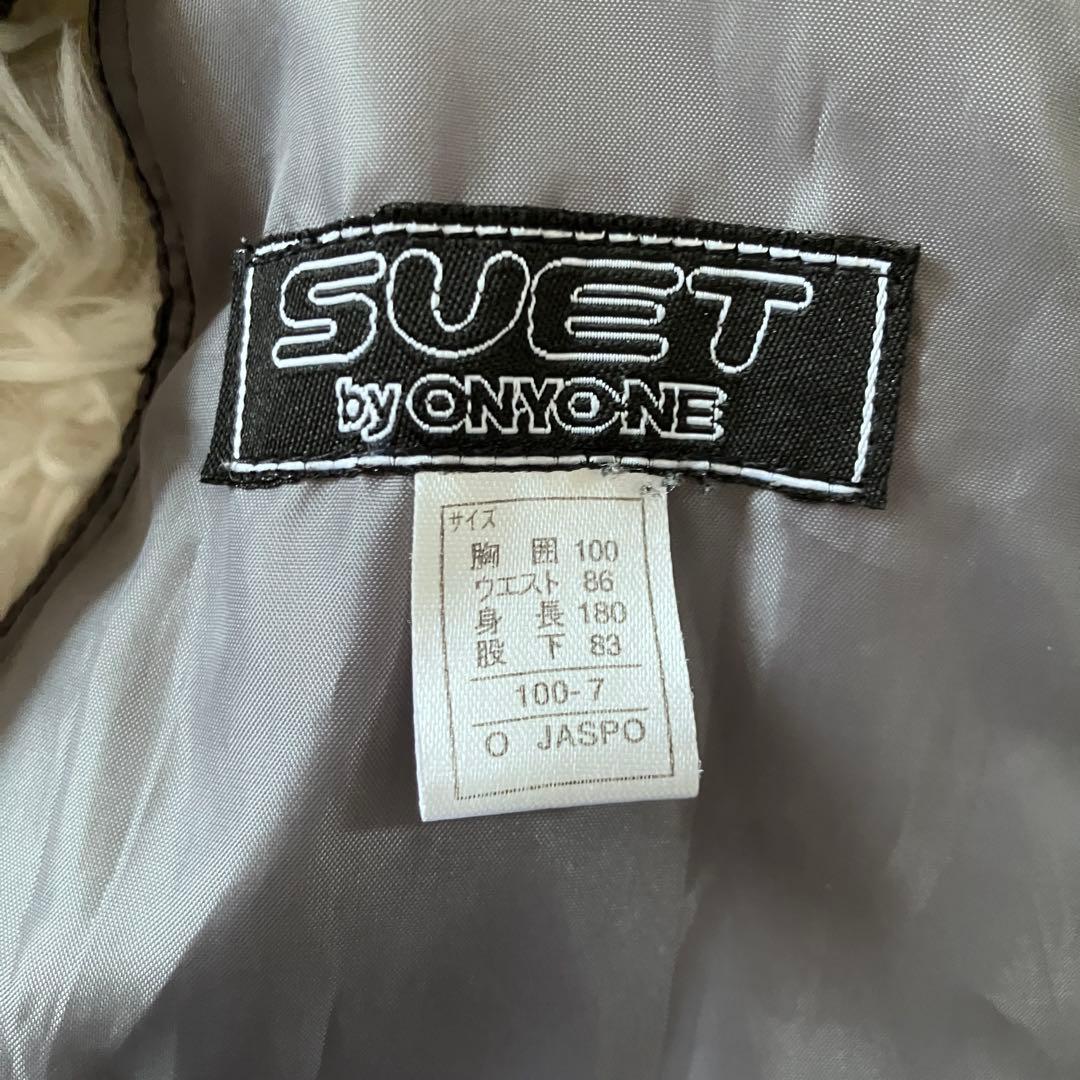 SUET
by ONYONE
サイズ
胸 囲 100
ウエスト 86
身 長 180
股 下 83
100-7
O JASPO